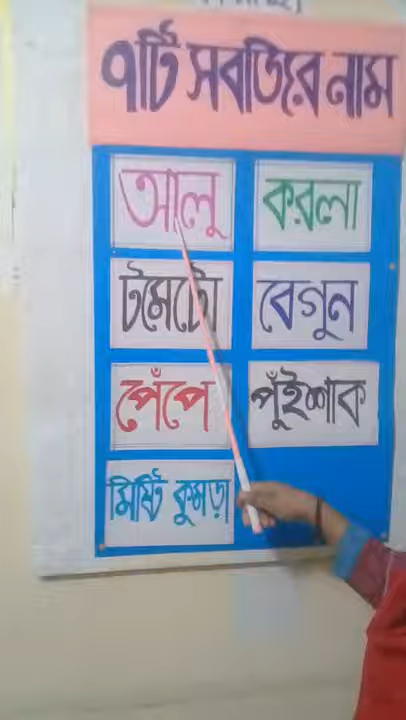 ৭টি সবজির নাম
আলু
করলা
টমেটো
বেগুন
পেঁপে
পুঁইশাক
মিষ্টি কুমড়া